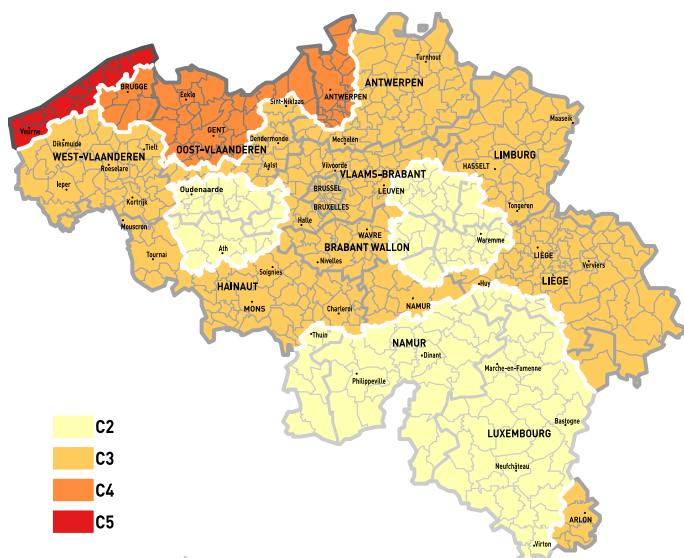 Turnhout
ANTWERPEN
BRUGGE
Eeklo
Sint-Niklaas
ANTWERPEN
Maaseik
Veurne
GENT
Diksmuide
Tielt
OOST-VLAANDEREN
Dendermonde
Mechelen
WEST-VLAANDEREN
Roeselare
Aalst
Vilvoorde
VLAAMS-BRABANT
HASSELT
LIMBURG
Ieper
Oudenaarde
BRUSSEL
LEUVEN
Kortrijk
BRUXELLES
Tongeren
Mouscron
Halle
WAVRE
Waremme
Ath
BRABANT WALLON
LIÈGE
Tournai
Soignies
Nivelles
Verviers
HAINAUT
Huy
LIÈGE
MONS
Charleroi
NAMUR
Thuin
NAMUR
Dinant
Philippeville
Marche-en-Famenne
C2
Bastogne
LUXEMBOURG
C3
Neufchâteau
C4
C5
ARLON
Virton